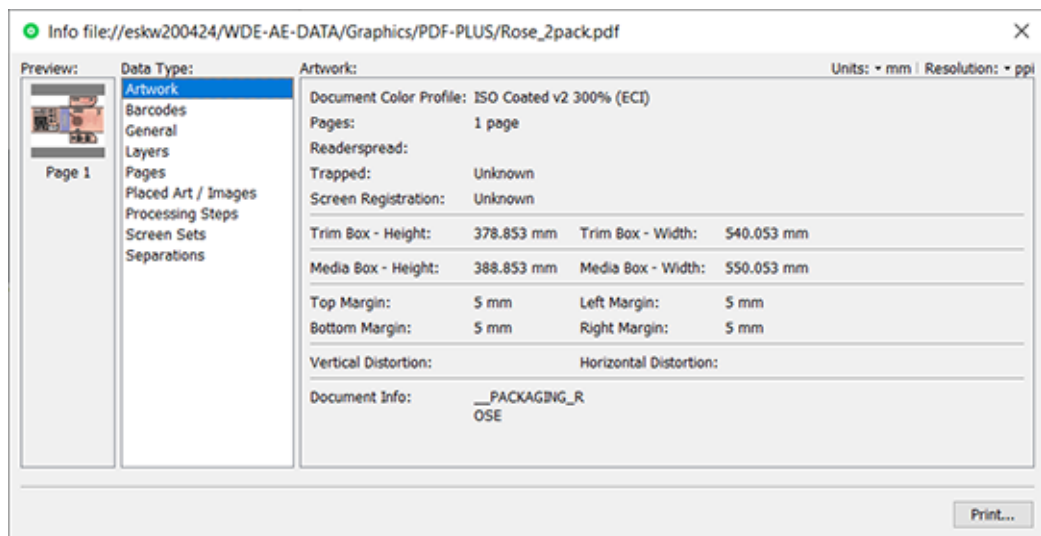 Info file://eskw200424/WDE-AE-DATA/Graphics/PDF-PLUS/Rose_2pack.pdf
Preview:
Page 1
Data Type:
Artwork
Barcodes
General
Layers
Pages
Placed Art / Images
Processing Steps
Screen Sets
Separations
Artwork:
Units: mm | Resolution: ppi
Document Color Profile: ISO Coated v2 300% (ECI)
Pages: 1 page
Readerspread:
Trapped: Unknown
Screen Registration: Unknown
Trim Box - Height: 378.853 mm Trim Box - Width: 540.053 mm
Media Box - Height: 388.853 mm Media Box - Width: 550.053 mm
Top Margin: 5 mm Left Margin: 5 mm
Bottom Margin: 5 mm Right Margin: 5 mm
Vertical Distortion: Horizontal Distortion:
Document Info: __PACKAGING_R
OSE
Print...